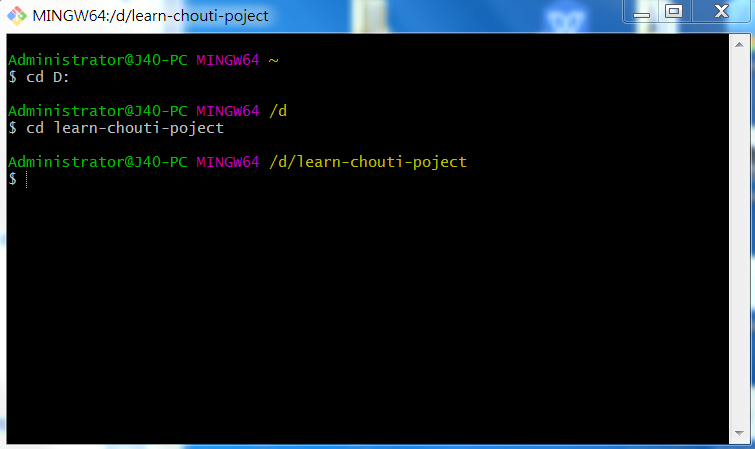 MINGW64:/d/learn-chouti-poject
Administrator@J40-PC MINGW64 ~
$ cd D:
Administrator@J40-PC MINGW64 /d
$ cd learn-chouti-poject
Administrator@J40-PC MINGW64 /d/learn-chouti-poject
$